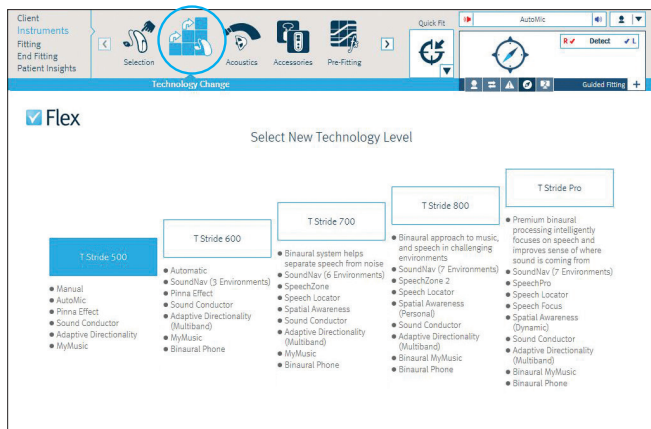 Client
Instruments
Fitting
End Fitting
Patient Insights
Selection
Acoustics
Accessories
Pre-Fitting
Quick Fit
AutoMic
R
Detect
L
Technology Change
Guided Fitting +
Flex
Select New Technology Level
T Stride 500
Manual
AutoMic
Pinna Effect
Sound Conductor
Adaptive Directionality
MyMusic
T Stride 600
Automatic
SoundNav (3 Environments)
Pinna Effect
Sound Conductor
Adaptive Directionality
(Multiband)
MyMusic
Binaural Phone
T Stride 700
Binaural system helps
separate speech from noise
SoundNav (6 Environments)
SpeechZone
Speech Locator
Spatial Awareness
Sound Conductor
Adaptive Directionality
(Multiband)
MyMusic
Binaural Phone
T Stride 800
Binaural approach to music,
and speech in challenging
environments
SoundNav (7 Environments)
SpeechZone 2
Speech Locator
Spatial Awareness
(Personal)
Sound Conductor
Adaptive Directionality
(Multiband)
Binaural MyMusic
Binaural Phone
T Stride Pro
Premium binaural
processing intelligently
focuses on speech and
improves sense of where
sound is coming from
SoundNav (7 Environments)
SpeechPro
Speech Locator
Speech Focus
Spatial Awareness
(Dynamic)
Sound Conductor
Adaptive Directionality
(Multiband)
Binaural MyMusic
Binaural Phone